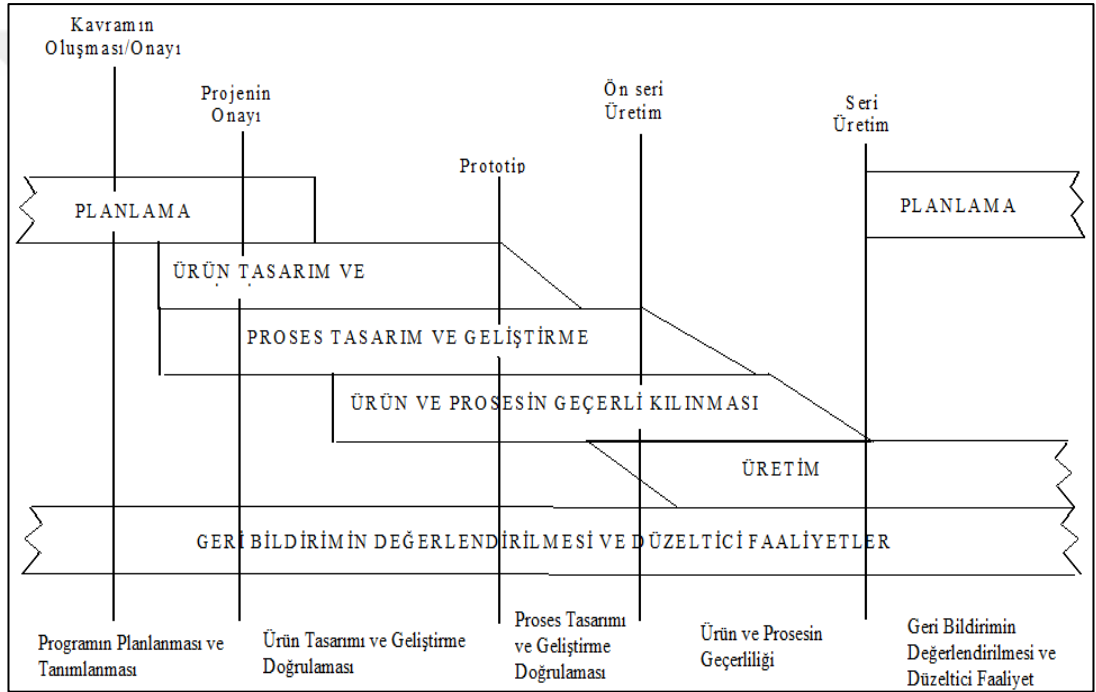 Kavramın
Oluşması/Onayı
Projenin
Onayı
Prototip
Ön seri
Üretim
Seri
Üretim
PLANLAMA
PLANLAMA
ÜRÜN TASARIM VE
PROSES TASARIM VE GELİŞTİRME
ÜRÜN VE PROSESİN GEÇERLİ KILINMASI
ÜRETİM
GERİ BİLDİRİMİN DEĞERLENDİRİLMESİ VE DÜZELTİCİ FAALİYETLER
Programın Planlanması ve
Tanımlanması
Ürün Tasarımı ve Geliştirme
Doğrulaması
Proses Tasarımı
ve Geliştirme
Doğrulaması
Ürün ve Prosesin
Geçerliliği
Geri Bildirimin
Değerlendirilmesi ve
Düzeltici Faaliyet